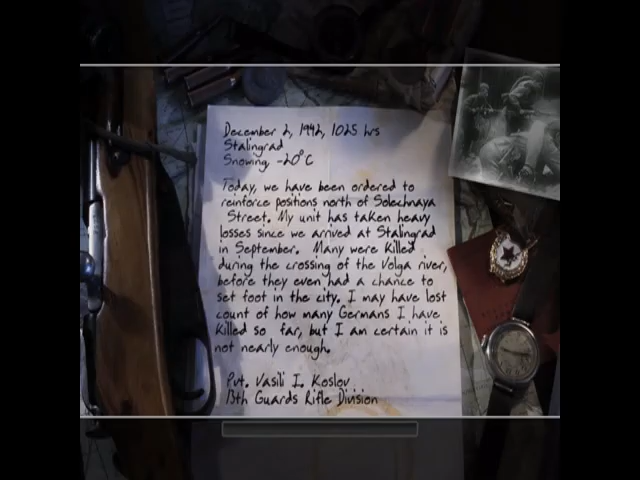 December 2, 1942, 1025 hrs
Stalingrad
Snowing, -20°C
Today, we have been ordered to
reinforce positions north of Solechnaya
Street. My unit has taken heavy
losses since we arrived at Stalingrad
in September. Many were killed
during the crossing of the Volga river,
before they even had a chance to
set foot in the city. I may have lost
count of how many Germans I have
killed so far, but I am certain it is
not nearly enough.
Pvt. Vasili I. Koslov
13th Guards Rifle Division